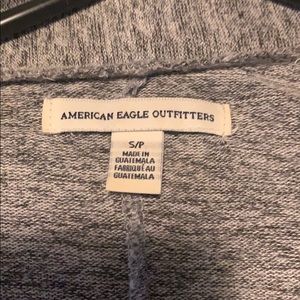 AMERICAN EAGLE OUTFITTERS
S/P
MADE IN
GUATEMALA
FABRIQUÉ AU
GUATEMALA